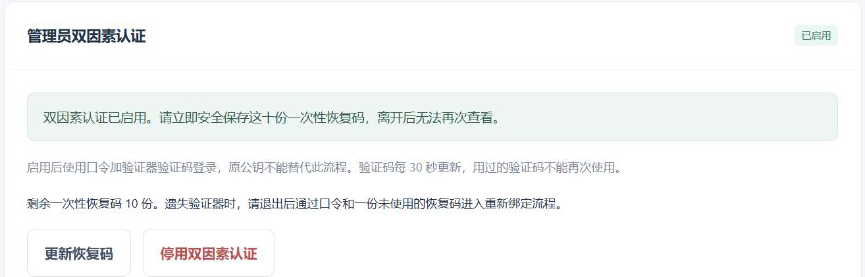 管理员双因素认证
已启用
双因素认证已启用。请立即安全保存这十份一次性恢复码，离开后无法再次查看。
启用后使用口令加验证器验证码登录，原公钥不能替代此流程。验证码每 30 秒更新，用过的验证码不能再次使用。
剩余一次性恢复码 10 份。遗失验证器时，请退出后通过口令和一份未使用的恢复码进入重新绑定流程。
更新恢复码
停用双因素认证